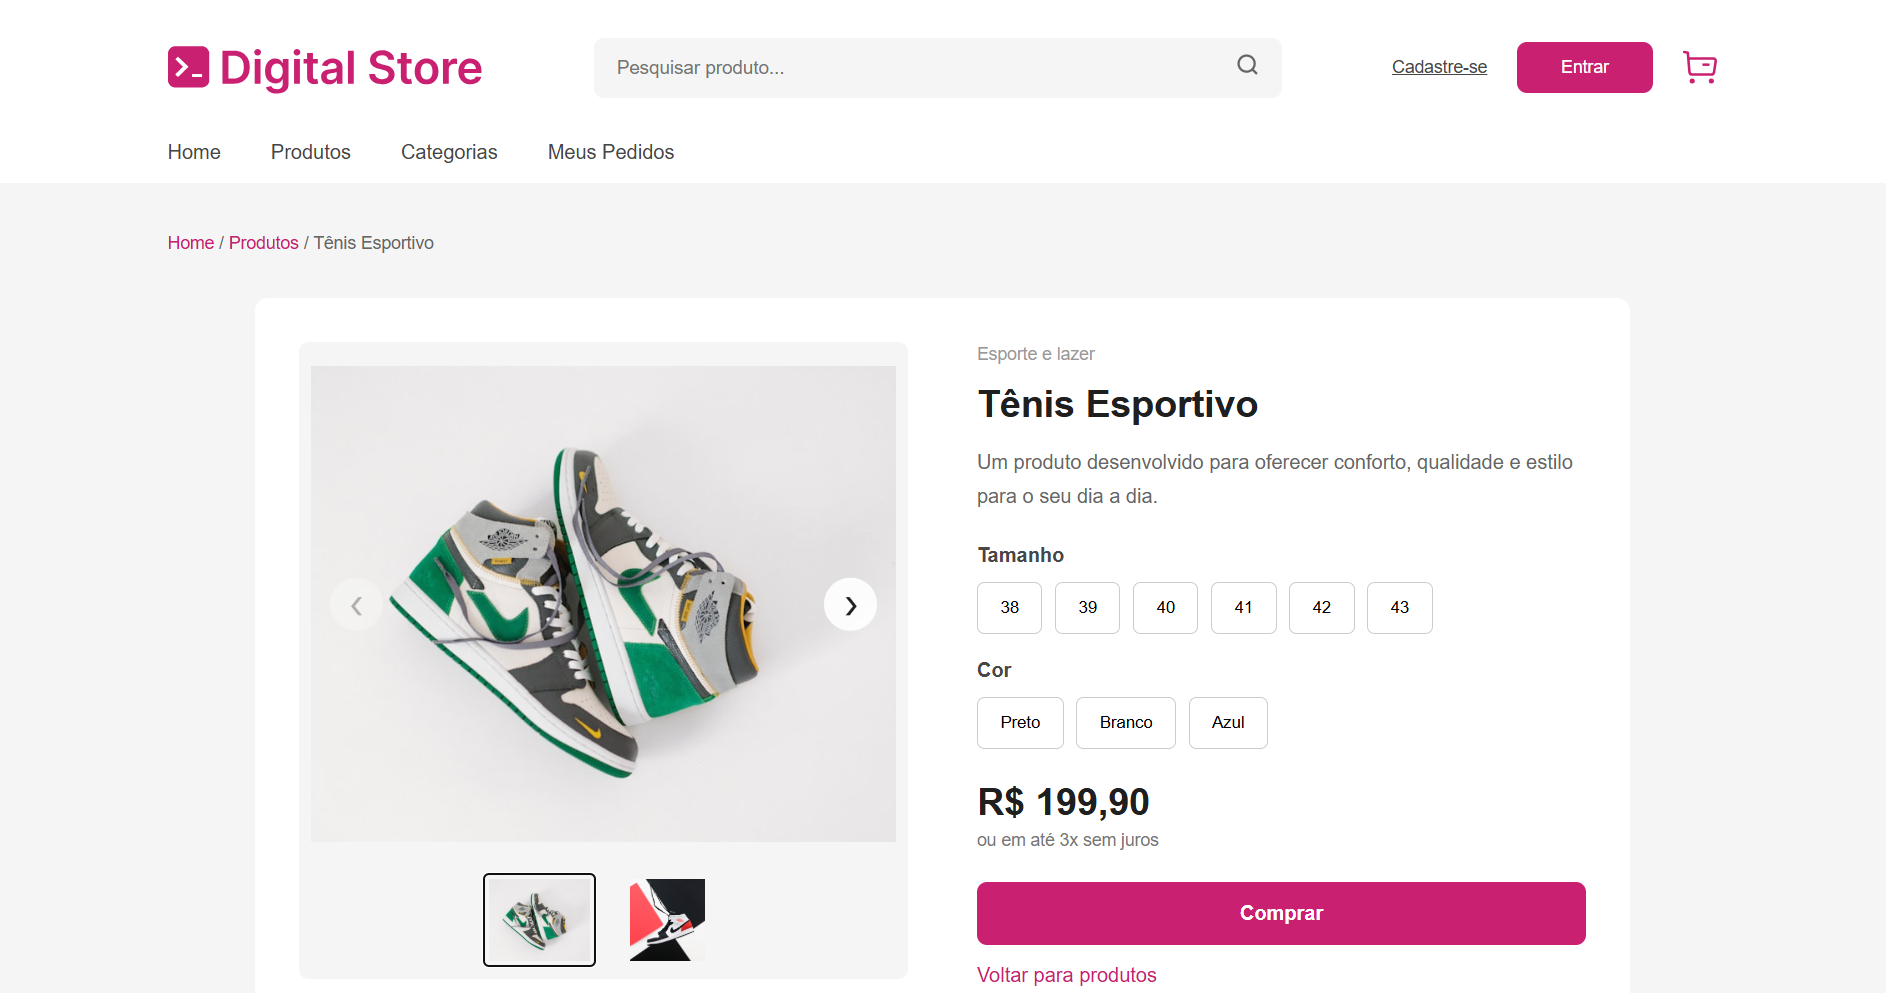 Digital Store
Pesquisar produto...
Cadastre-se
Entrar
Home
Produtos
Categorias
Meus Pedidos
Home / Produtos / Tênis Esportivo
Esporte e lazer
Tênis Esportivo
Um produto desenvolvido para oferecer conforto, qualidade e estilo
para o seu dia a dia.
Tamanho
38
39
40
41
42
43
Cor
Preto
Branco
Azul
R$ 199,90
ou em até 3x sem juros
Comprar
Voltar para produtos